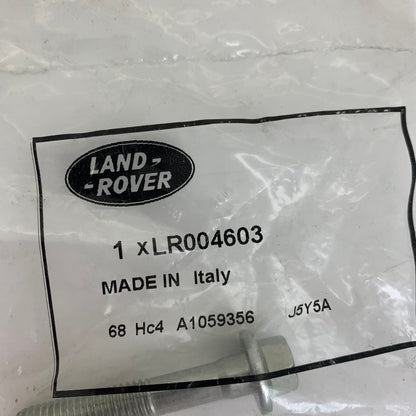 LAND-
-ROVER
1 xLR004603
MADE IN Italy
68 Hc4 A1059356 J5Y5A